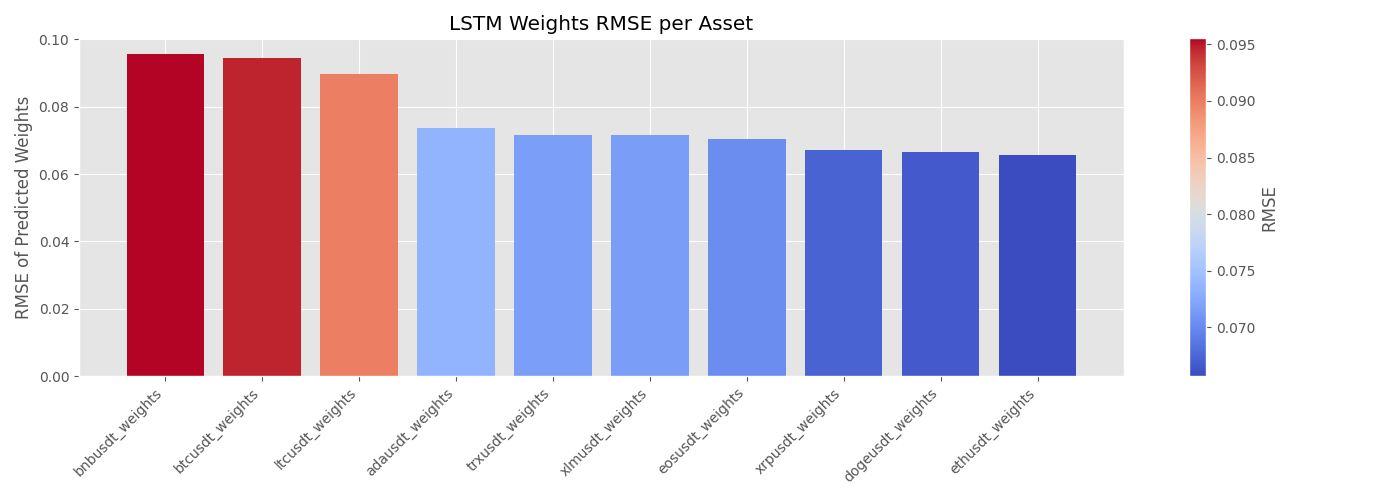 LSTM Weights RMSE per Asset
RMSE of Predicted Weights
0.10
0.08
0.06
0.04
0.02
0.00
bnbusdt_weights
btcusdt_weights
ltcusdt_weights
adausdt_weights
trxusdt_weights
xlmusdt_weights
eosusdt_weights
xrpusdt_weights
dogeusdt_weights
ethusdt_weights
0.095
0.090
0.085
0.080
0.075
0.070
RMSE